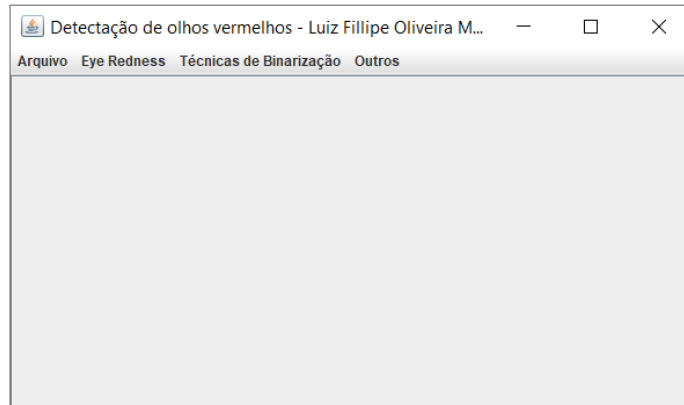 Detectação de olhos vermelhos - Luiz Fillipe Oliveira M...
Arquivo Eye Redness Técnicas de Binarização Outros